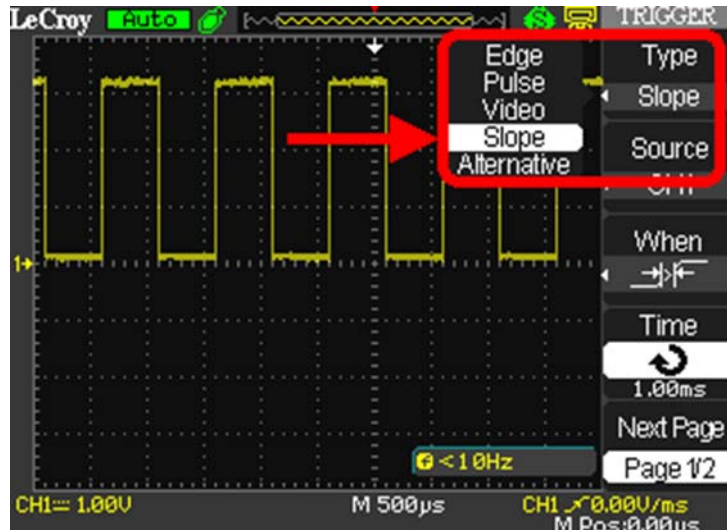 LeCroy Auto TRIGGER
Edge
Pulse
Video
Slope
Alternative
Type
Slope
Source
When
Time
1.00ms
Next Page
Page 1/2
1
<10Hz
CH1 1.00V
M 500µs
CH1 0.00V/ms
M Pos:0.00µs